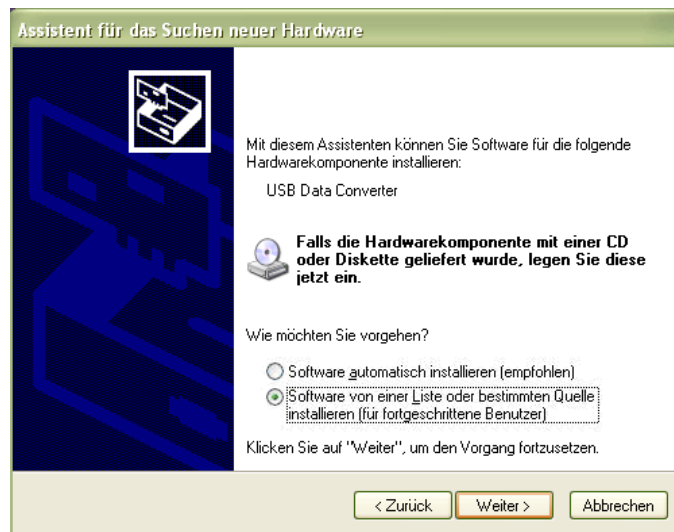 Assistent für das Suchen neuer Hardware
Mit diesem Assistenten können Sie Software für die folgende
Hardwarekomponente installieren:
USB Data Converter
Falls die Hardwarekomponente mit einer CD
oder Diskette geliefert wurde, legen Sie diese
jetzt ein.
Wie möchten Sie vorgehen?
Software automatisch installieren (empfohlen)
Software von einer Liste oder bestimmten Quelle
installieren (für fortgeschrittene Benutzer)
Klicken Sie auf "Weiter", um den Vorgang fortzusetzen.
< Zurück Weiter > Abbrechen